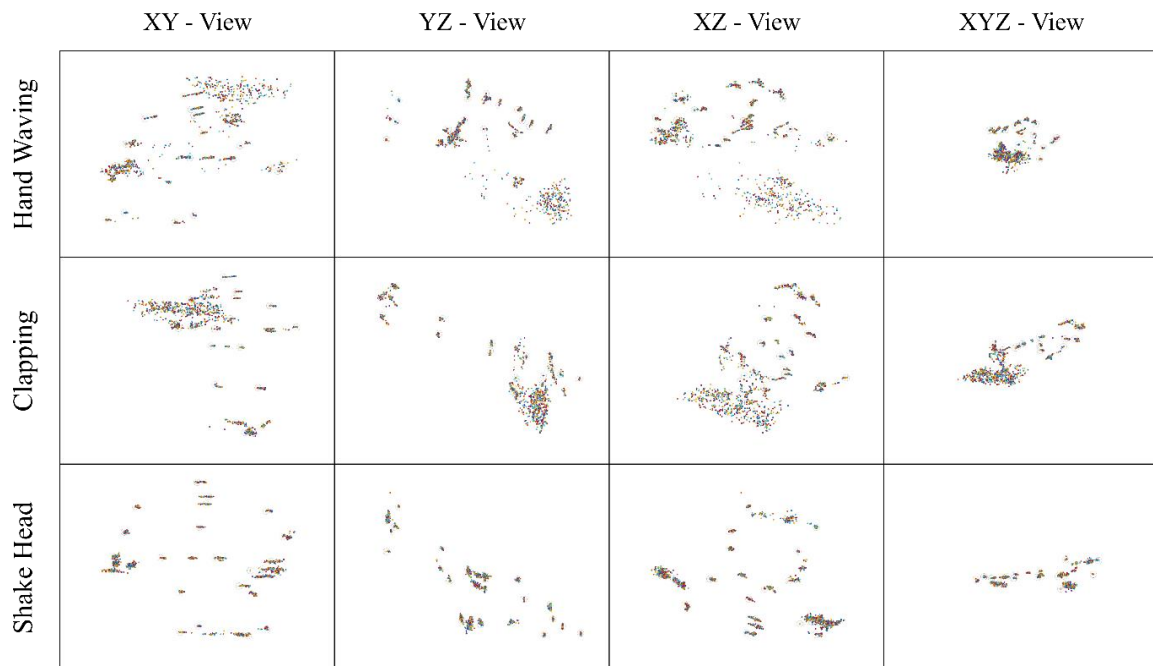 XY - View
YZ - View
XZ - View
XYZ - View
Hand Waving
Clapping
Shake Head